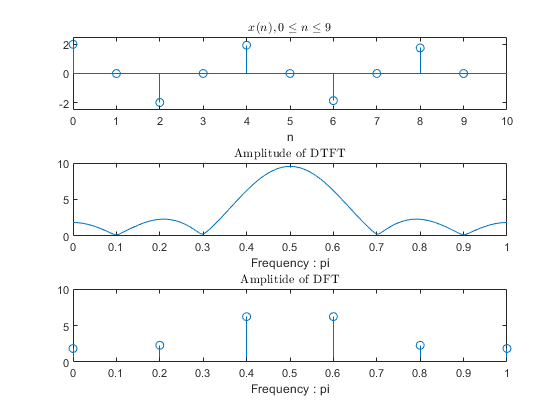 x(n), 0 ≤ n ≤ 9
2
0
-2
0 1 2 3 4 5 6 7 8 9 10
n
Amplitude of DTFT
10
5
0
0 0.1 0.2 0.3 0.4 0.5 0.6 0.7 0.8 0.9 1
Frequency : pi
Amplitide of DFT
10
5
0
0 0.1 0.2 0.3 0.4 0.5 0.6 0.7 0.8 0.9 1
Frequency : pi